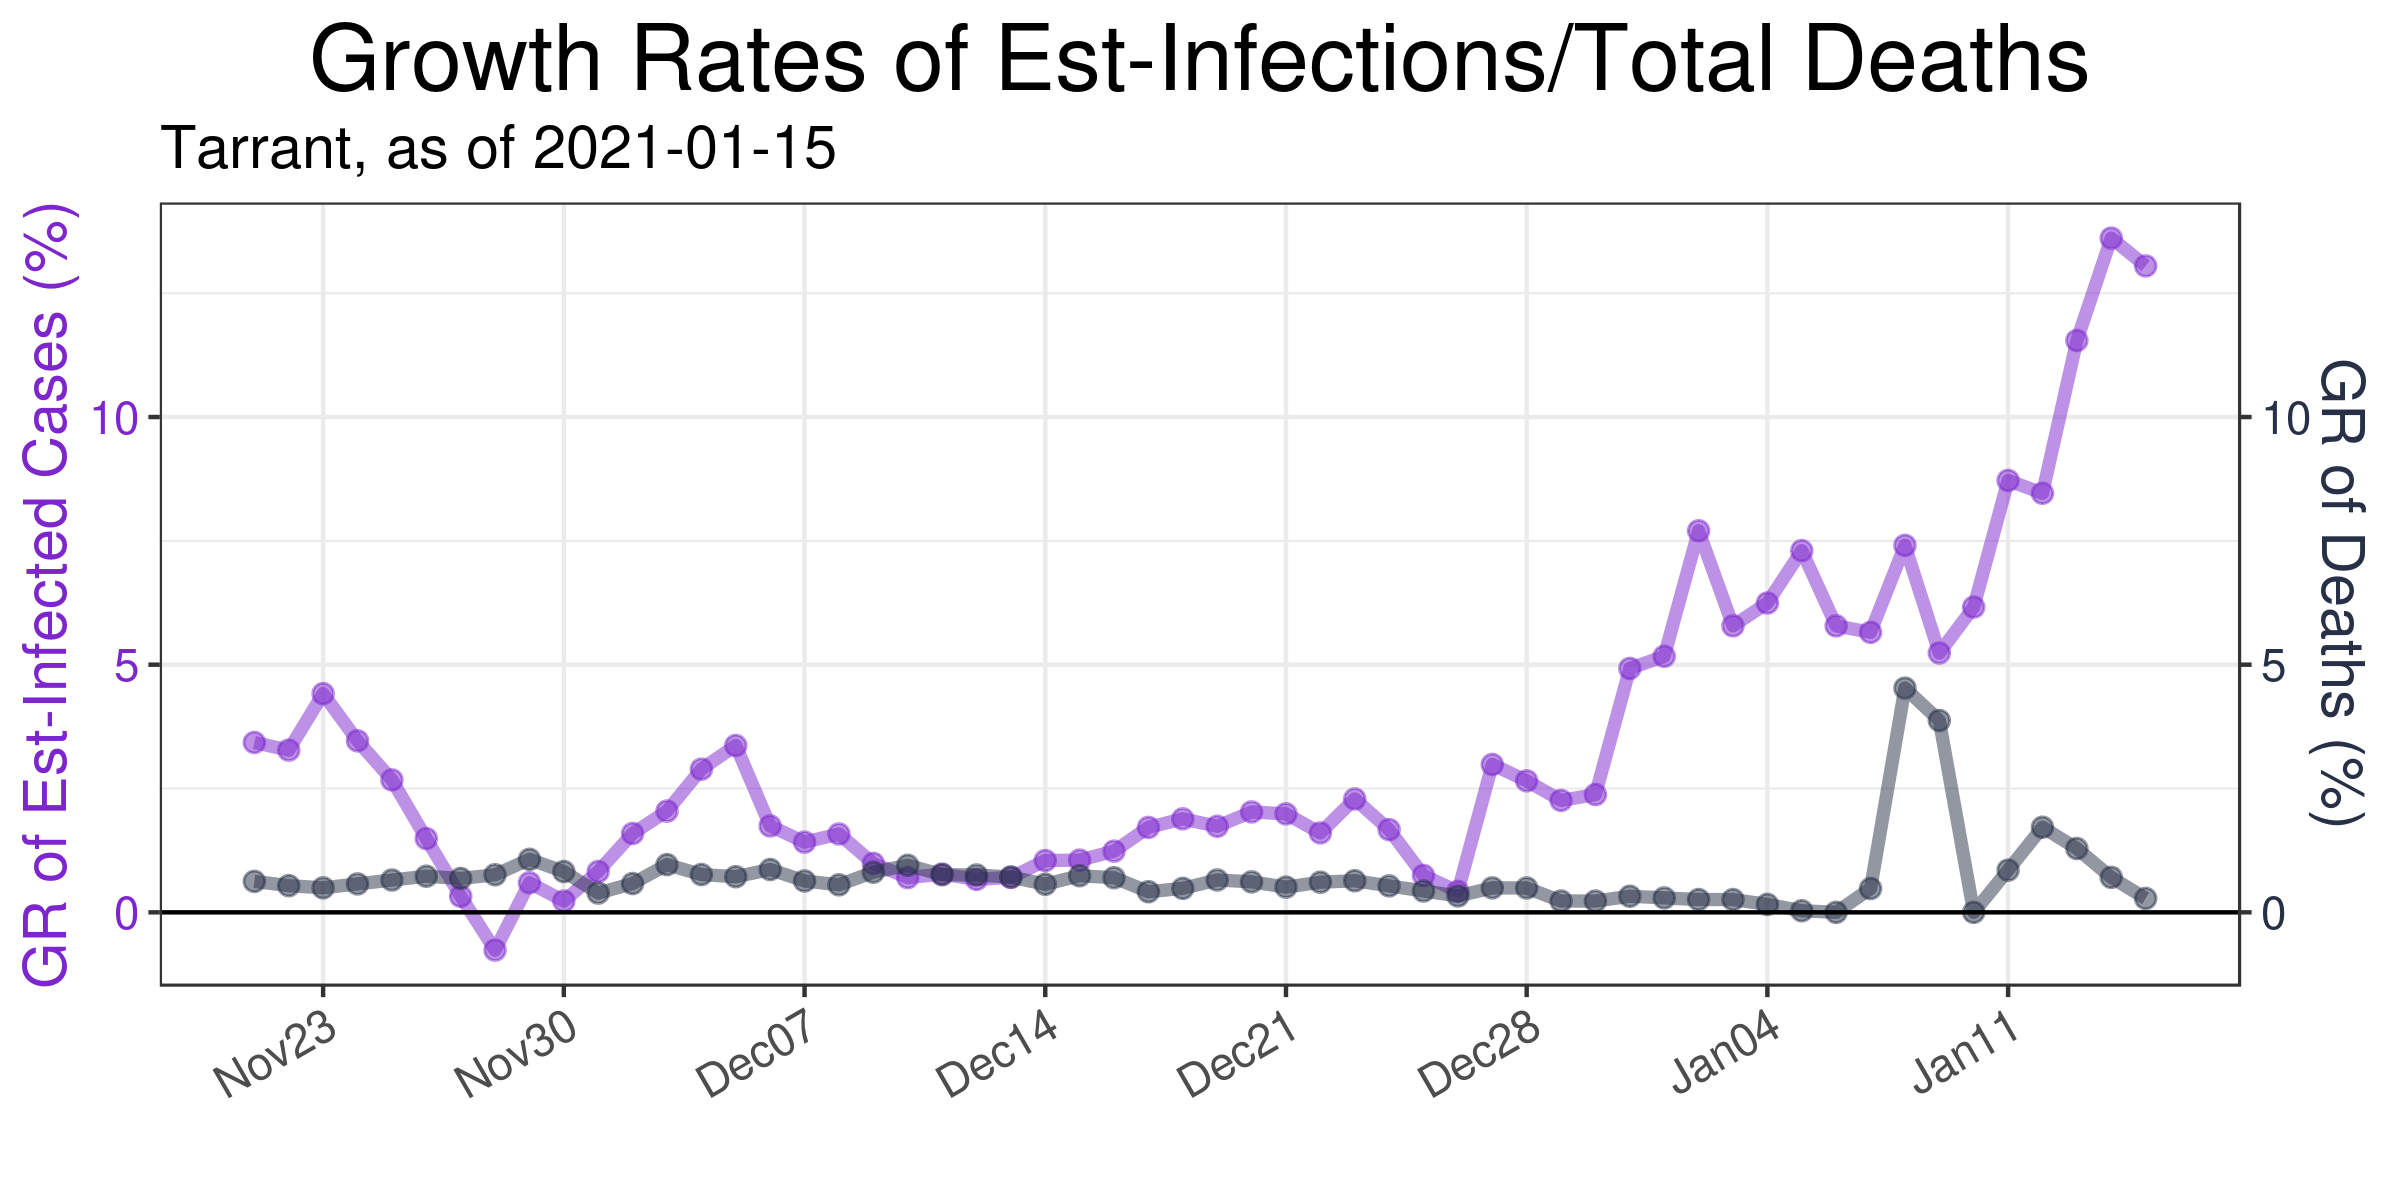 Growth Rates of Est-Infections/Total Deaths
Tarrant, as of 2021-01-15
GR of Est-Infected Cases (%)
10
5
0
10
5
0
GR of Deaths (%)
Nov23
Nov30
Dec07
Dec14
Dec21
Dec28
Jan04
Jan11